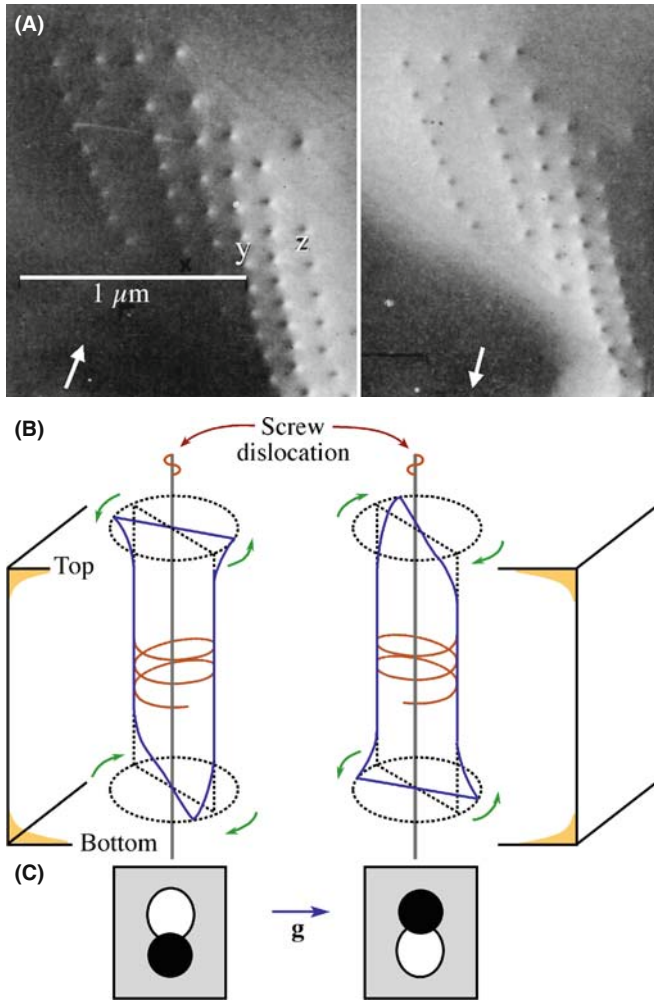 (A)
x
y
z
1 µm
(B)
Screw
dislocation
Top
Bottom
(C)
g